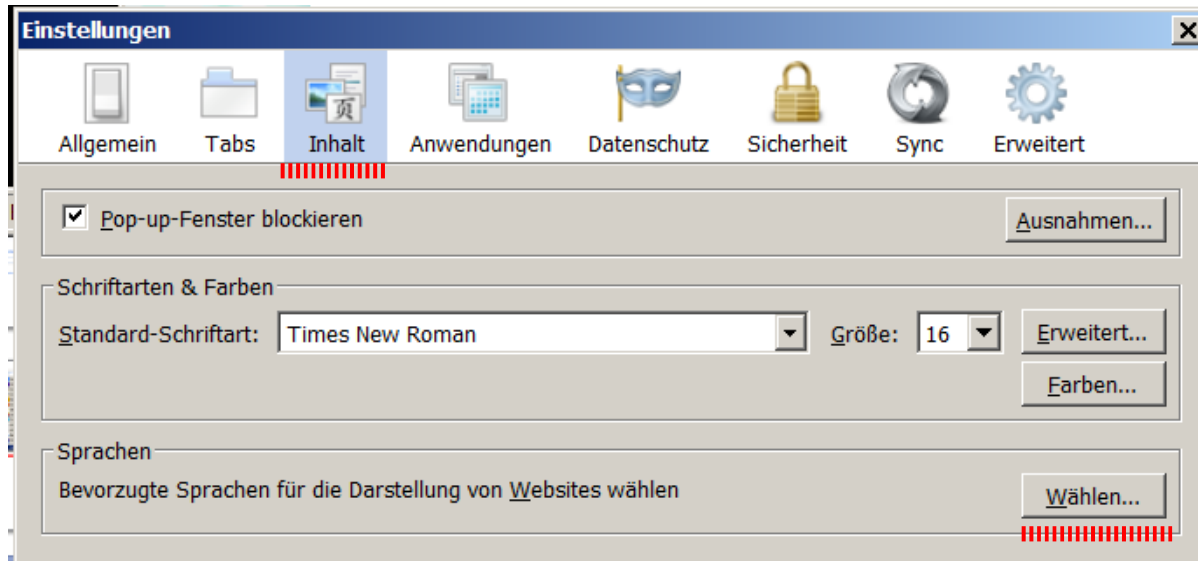 Einstellungen
Allgemein Tabs Inhalt Anwendungen Datenschutz Sicherheit Sync Erweitert
Pop-up-Fenster blockieren Ausnahmen...
Schriftarten & Farben
Standard-Schriftart: Times New Roman Größe: 16 Erweitert...
Farben...
Sprachen
Bevorzugte Sprachen für die Darstellung von Websites wählen Wählen...